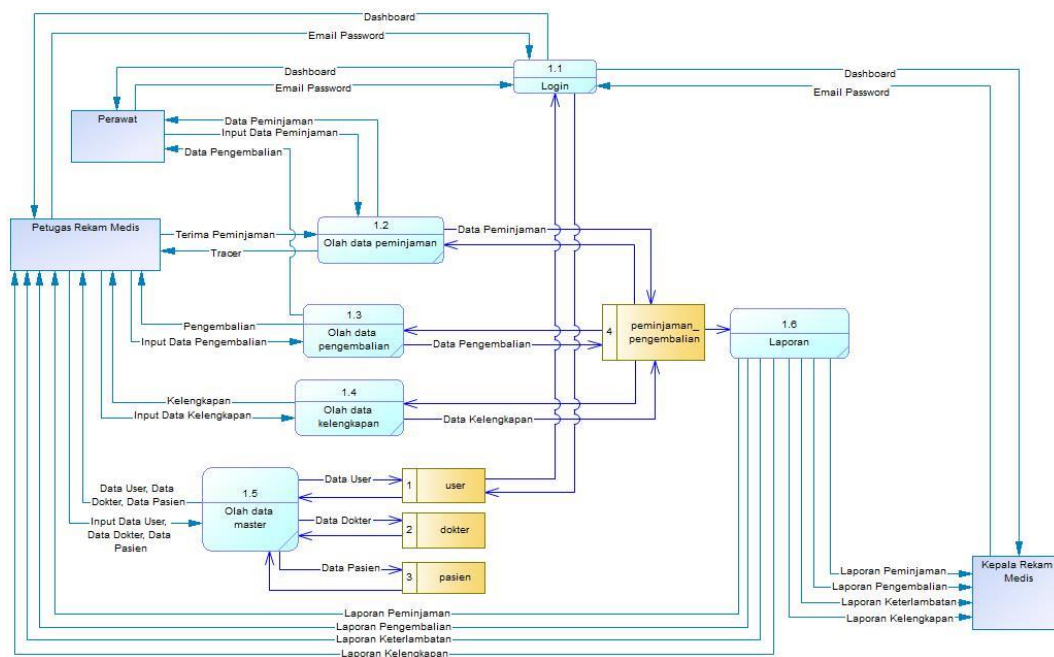 Dashboard
Email Password
1.1
Login
Dashboard
Email Password
Dashboard
Email Password
Perawat
Data Peminjaman
Input Data Peminjaman
Data Pengembalian
Petugas Rekam Medis
Terima Peminjaman
Tracer
1.2
Olah data peminjaman
Data Peminjaman
1.3
Olah data
pengembalian
Pengembalian
Input Data Pengembalian
Data Pengembalian
4
peminjaman_
pengembalian
1.6
Laporan
1.4
Olah data
kelengkapan
Kelengkapan
Input Data Kelengkapan
Data Kelengkapan
1.5
Olah data
master
Data User, Data
Dokter, Data Pasien
Input Data User,
Data Dokter, Data
Pasien
Data User
1
user
Data Dokter
2
dokter
Data Pasien
3
pasien
Kepala Rekam
Medis
Laporan Peminjaman
Laporan Pengembalian
Laporan Keterlambatan
Laporan Kelengkapan
Laporan Peminjaman
Laporan Pengembalian
Laporan Keterlambatan
Laporan Kelengkapan